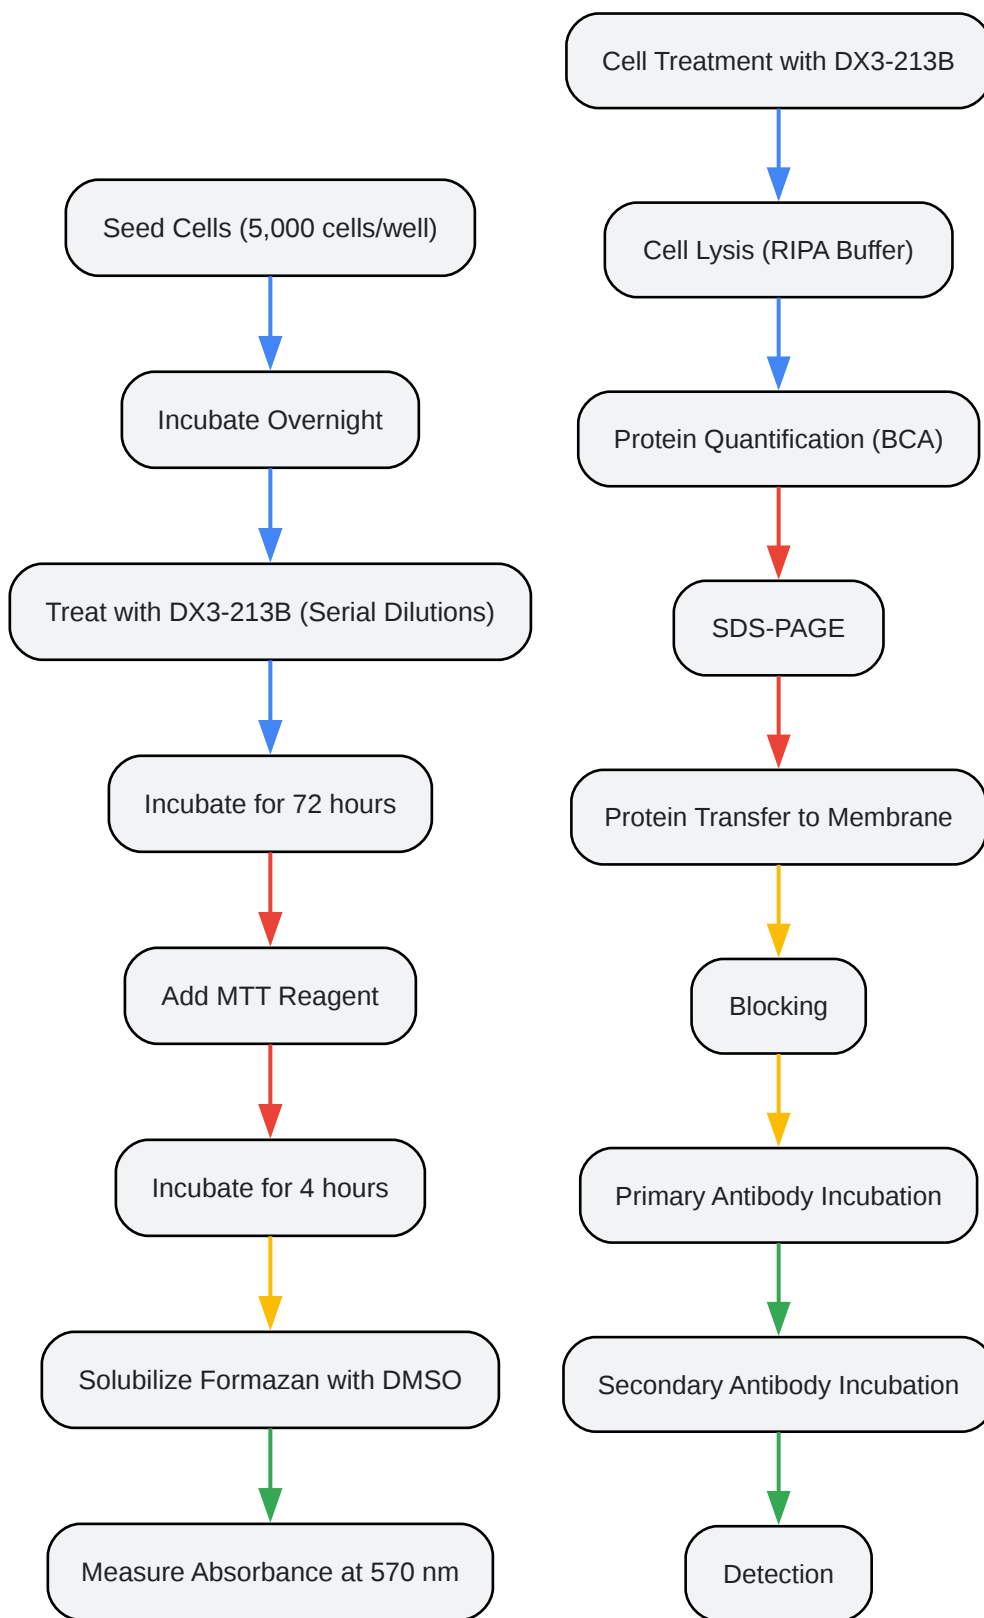 Seed Cells (5,000 cells/well)
Incubate Overnight
Treat with DX3-213B (Serial Dilutions)
Incubate for 72 hours
Add MTT Reagent
Incubate for 4 hours
Solubilize Formazan with DMSO
Measure Absorbance at 570 nm
Cell Treatment with DX3-213B
Cell Lysis (RIPA Buffer)
Protein Quantification (BCA)
SDS-PAGE
Protein Transfer to Membrane
Blocking
Primary Antibody Incubation
Secondary Antibody Incubation
Detection